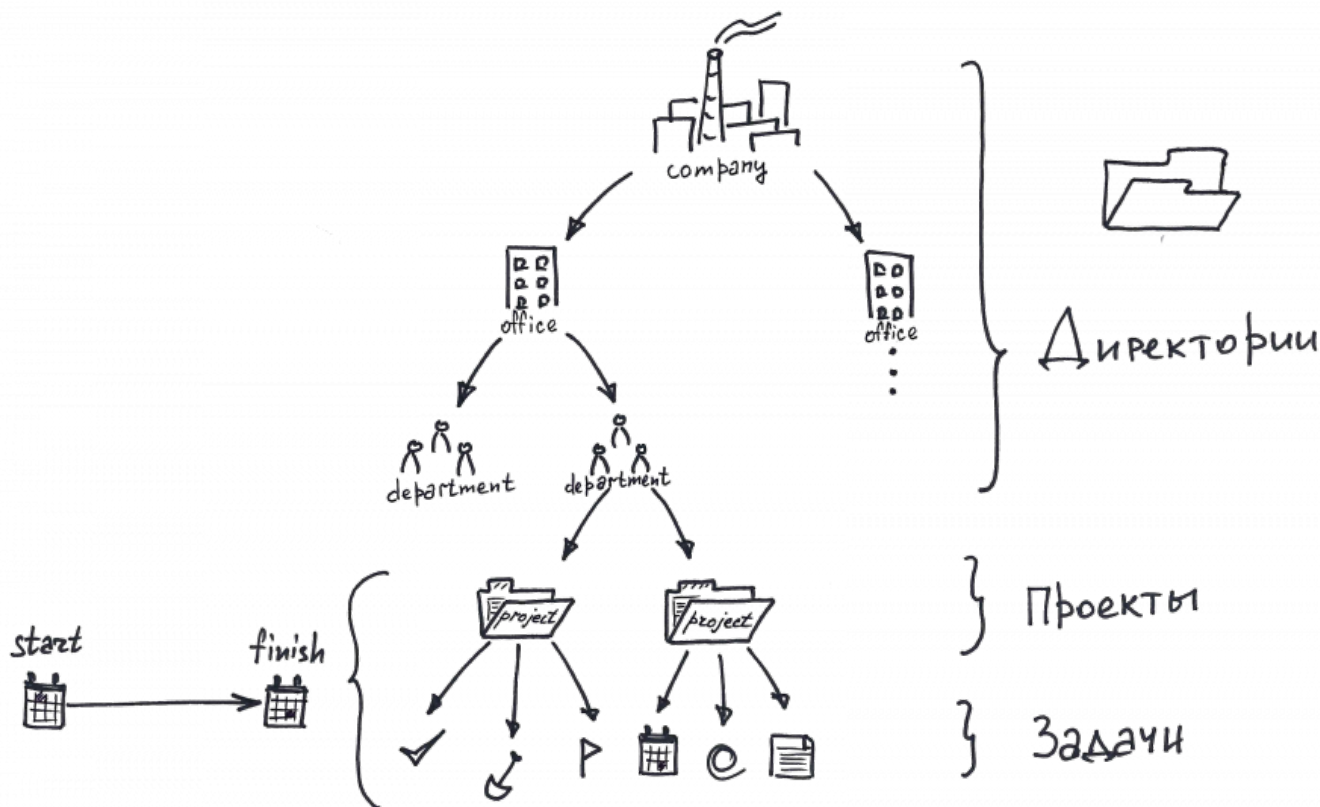 company
office
office
Директории
department
department
project
project
Проекты
start
finish
Задачи